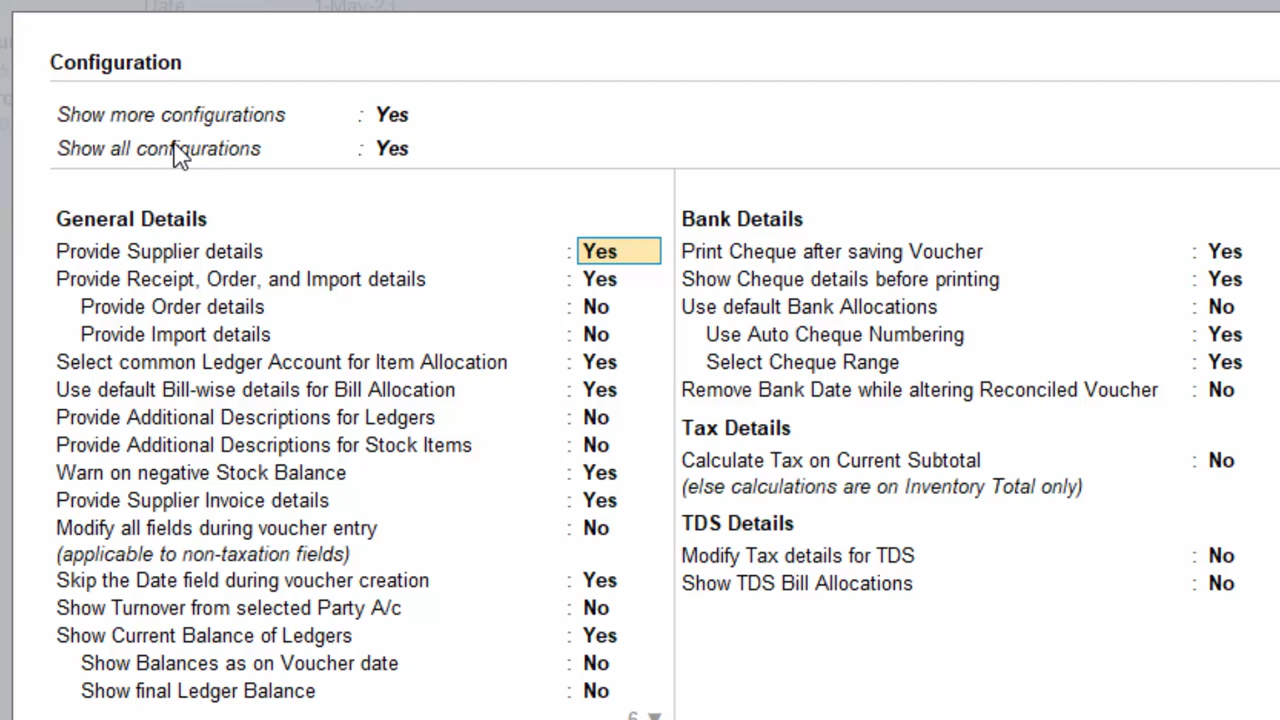 Date : 1-May-23
Configuration
Show more configurations : Yes
Show all configurations : Yes
General Details
Provide Supplier details : Yes
Provide Receipt, Order, and Import details : Yes
Provide Order details : No
Provide Import details : No
Select common Ledger Account for Item Allocation : Yes
Use default Bill-wise details for Bill Allocation : Yes
Provide Additional Descriptions for Ledgers : No
Provide Additional Descriptions for Stock Items : No
Warn on negative Stock Balance : Yes
Provide Supplier Invoice details : Yes
Modify all fields during voucher entry : No
(applicable to non-taxation fields)
Skip the Date field during voucher creation : Yes
Show Turnover from selected Party A/c : No
Show Current Balance of Ledgers : Yes
Show Balances as on Voucher date : No
Show final Ledger Balance : No
6 ▼
Bank Details
Print Cheque after saving Voucher : Yes
Show Cheque details before printing : Yes
Use default Bank Allocations : No
Use Auto Cheque Numbering : Yes
Select Cheque Range : Yes
Remove Bank Date while altering Reconciled Voucher : No
Tax Details
Calculate Tax on Current Subtotal : No
(else calculations are on Inventory Total only)
TDS Details
Modify Tax details for TDS : No
Show TDS Bill Allocations : No